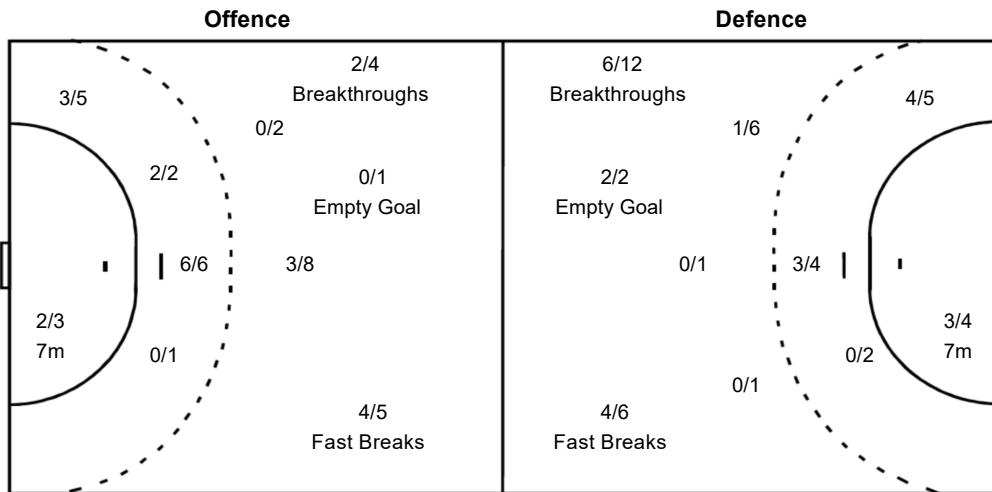 Offence
Defence
2/4
Breakthroughs
3/5
0/2
2/2
0/1
Empty Goal
6/6
3/8
2/3
7m
0/1
4/5
Fast Breaks
6/12
Breakthroughs
4/5
1/6
2/2
Empty Goal
0/1
3/4
3/4
7m
0/2
0/1
4/6
Fast Breaks